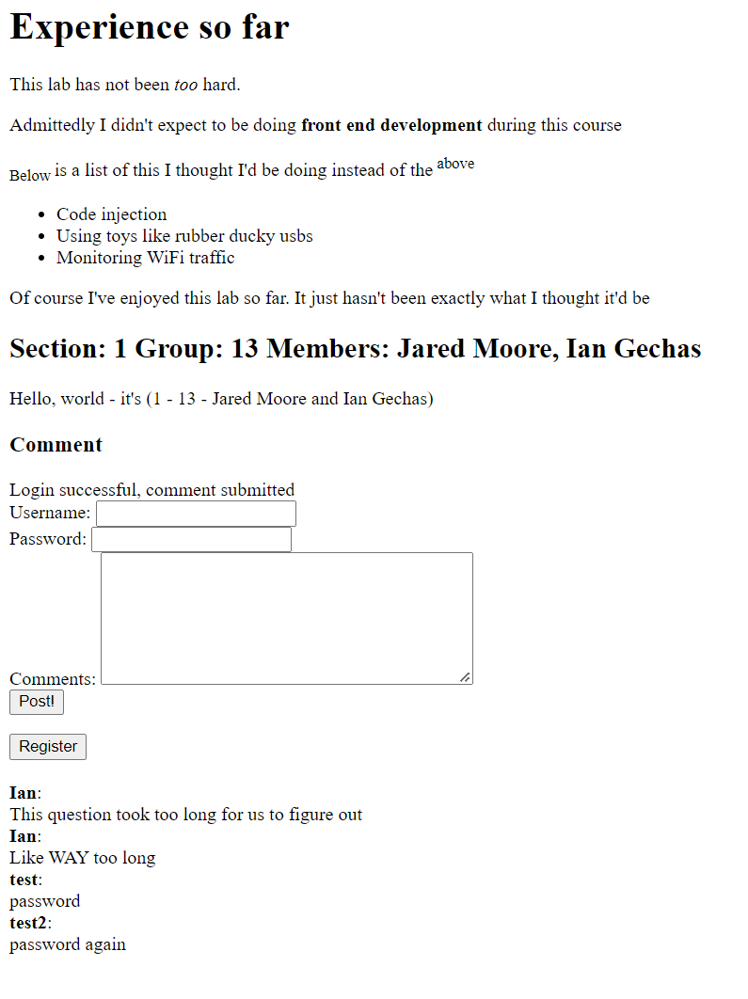 Experience so far
This lab has not been too hard.
Admittedly I didn't expect to be doing front end development during this course
Below is a list of this I thought I'd be doing instead of the above
• Code injection
• Using toys like rubber ducky usbs
• Monitoring WiFi traffic
Of course I've enjoyed this lab so far. It just hasn't been exactly what I thought it'd be
Section: 1 Group: 13 Members: Jared Moore, Ian Gechas
Hello, world - it's (1 - 13 - Jared Moore and Ian Gechas)
Comment
Login successful, comment submitted
Username:
Password:
Comments:
Post!
Register
Ian:
This question took too long for us to figure out
Ian:
Like WAY too long
test:
password
test2:
password again